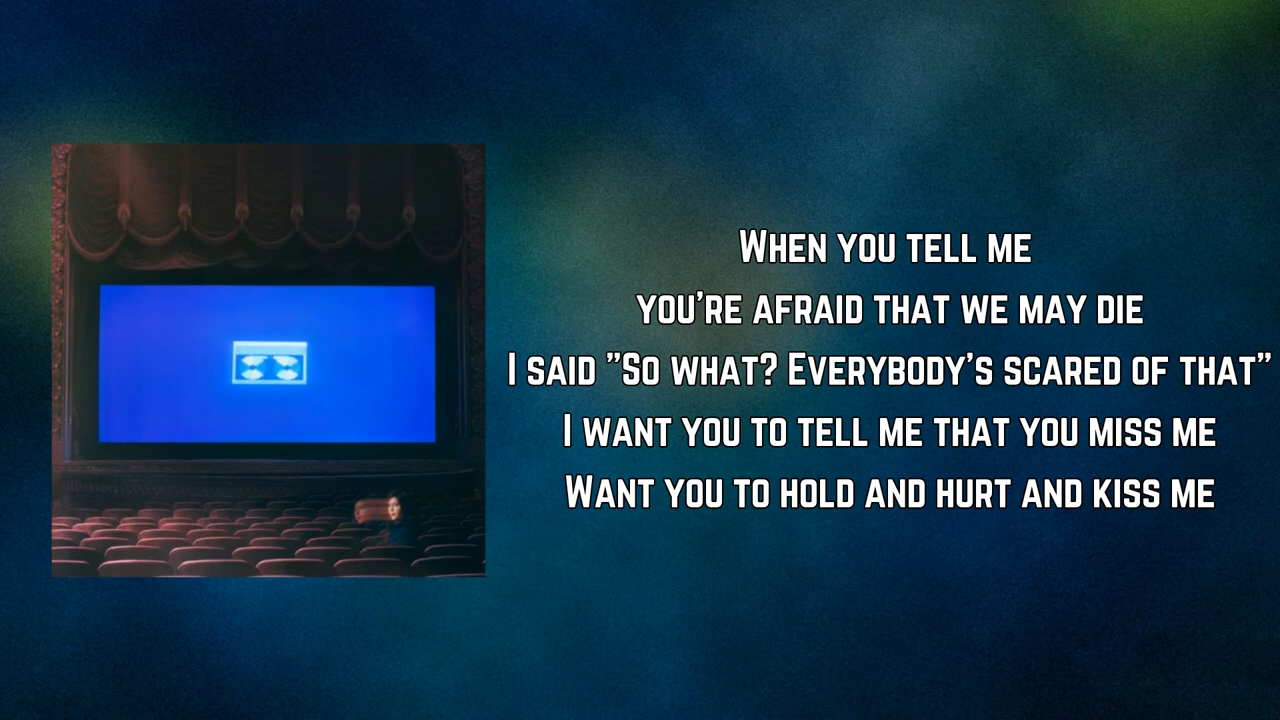 When you tell me
you're afraid that we may die
I said "So what? Everybody's scared of that"
I want you to tell me that you miss me
Want you to hold and hurt and kiss me